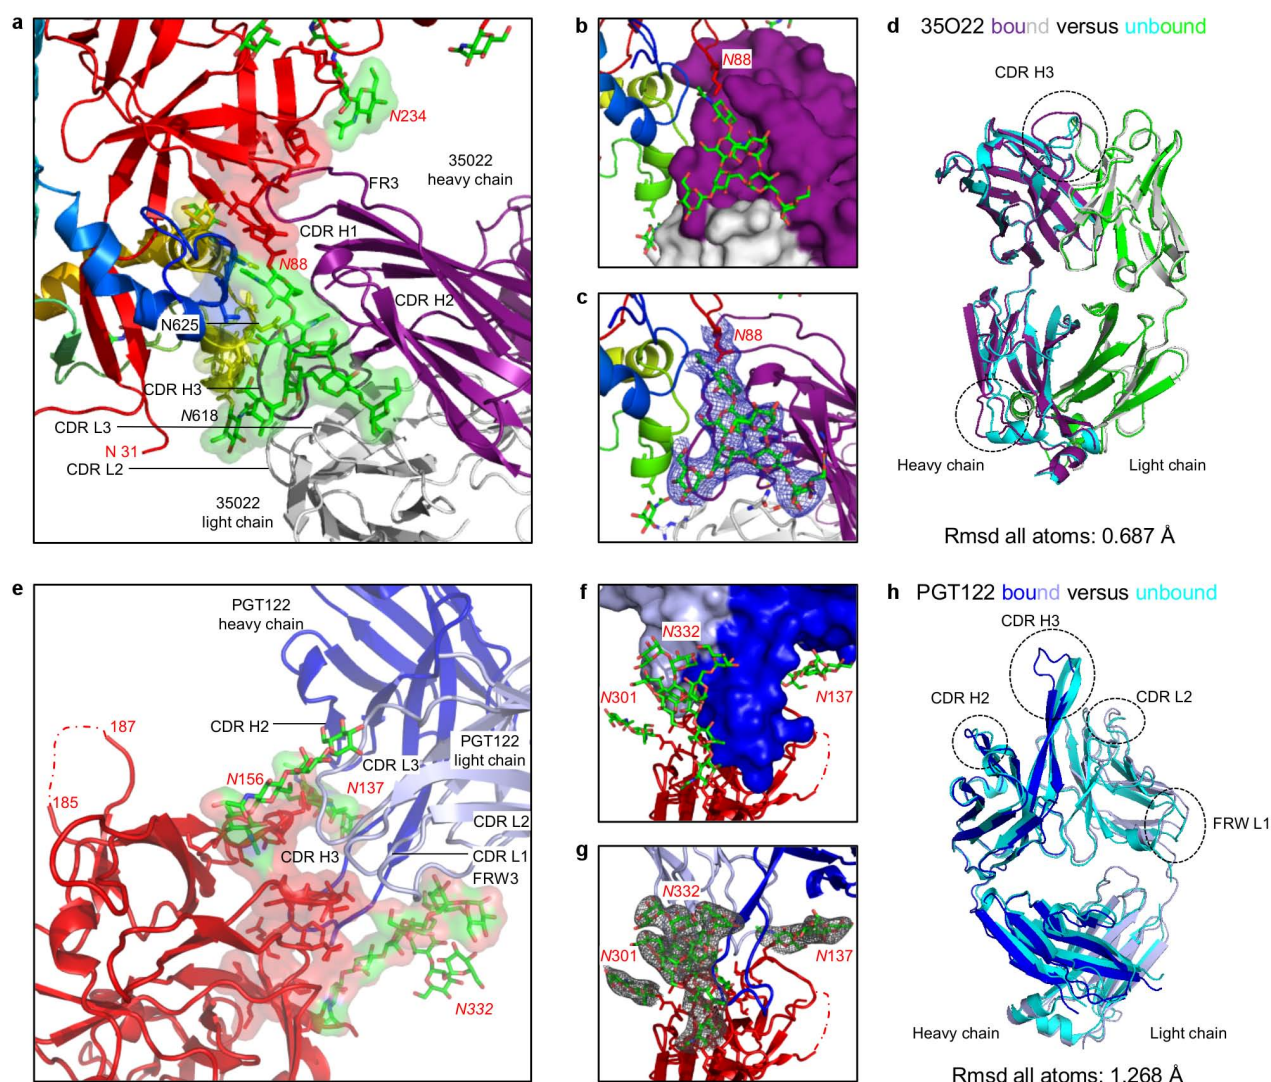 a
N234
35022
heavy chain
FR3
CDR H1
N88
CDR H2
N625
CDR H3
N618
CDR L3
N 31
CDR L2
35022
light chain
b
N88
c
N88
d 35O22 bound versus unbound
CDR H3
Heavy chain
Light chain
Rmsd all atoms: 0.687 Å
e
PGT122
heavy chain
CDR H2
PGT122
light chain
CDR L3
187
N156
N137
185
CDR L2
CDR H3
CDR L1
FRW3
N332
f
N332
N301
N137
g
N332
N301
N137
h PGT122 bound versus unbound
CDR H3
CDR H2
CDR L2
FRW L1
Heavy chain
Light chain
Rmsd all atoms: 1.268 Å